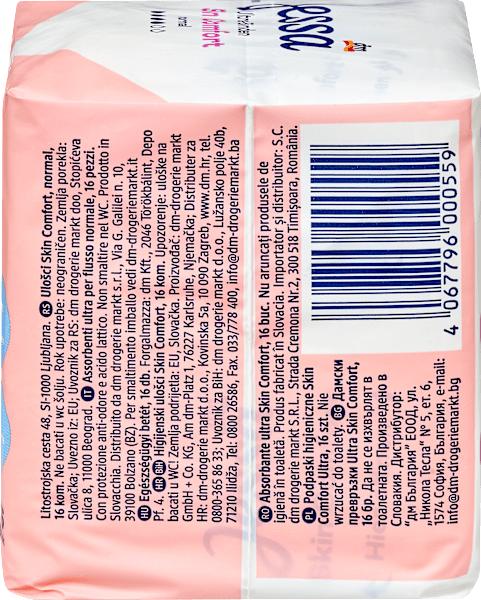 essa
Skin Comfort
normal
Litostrojska cesta 48, SI-1000 Ljubljana. RS Ulošci Skin Comfort, normal,
16 kom. Ne bacati u wc šolju. Rok upotrebe: neograničen. Zemlja porekla:
Slovačka; Uvezno iz: EU; Uvoznik za RS: dm drogerie markt doo, Stopićeva
ulica 8, 11000 Beograd. IT Assorbenti ultra per flusso normale, 16 pezzi.
Con protezione anti-odore e acido lattico. Non smaltire nel WC. Prodotto in
Slovacchia. Distribuito da dm drogerie markt s.r.l., Via G. Galilei n. 10,
39100 Bolzano (BZ). Per smaltimento imballo vedi dm-drogeriemarkt.it
HU Egészségügyi betét, 16 db. Forgalmazza: dm Kft., 2046 Törökbálint, Depo
Pf. 4. HR BIH Higijenski ulošci Skin Comfort, 16 kom. Upozorenje: uloške na
bacati u WC! Zemlja podrijetla: EU, Slovačka. Proizvođač: dm-drogerie markt
GmbH + Co. KG, Am dm-Platz 1, 76227 Karlsruhe, Njemačka; Distributer za
HR: dm-drogerie markt d.o.o., Kovinska 5a, 10 090 Zagreb, www.dm.hr, tel.
0800-365 86 33; Uvoznik za BiH: dm drogerie markt d.o.o., Lužansko polje 40b,
71210 Ilidža, Tel. 0800 26586, Fax. 033/778 400, info@dm-drogeriemarkt.ba
RO Absorbante ultra Skin Comfort, 16 buc. Nu aruncați produsele de
igienă în toaletă. Produs fabricat în Slovacia. Importator și distribuitor: S.C.
dm drogerie markt S.R.L., Strada Cremona Nr.2, 300 518 Timișoara, România.
PL Podpaski higieniczne Skin
Comfort Ultra, 16 szt. Nie
wrzucać do toalety. BG Дамски
превръзки Ultra Skin Comfort,
16 бр. Да не се изхвърлят в
тоалетната. Произведено в
Словакия. Дистрибутор:
"дм България" ЕООД, ул.
"Никола Тесла" № 5, ет. 6,
1574 София, България, e-mail:
info@dm-drogeriemarkt.bg
4 067796 000559